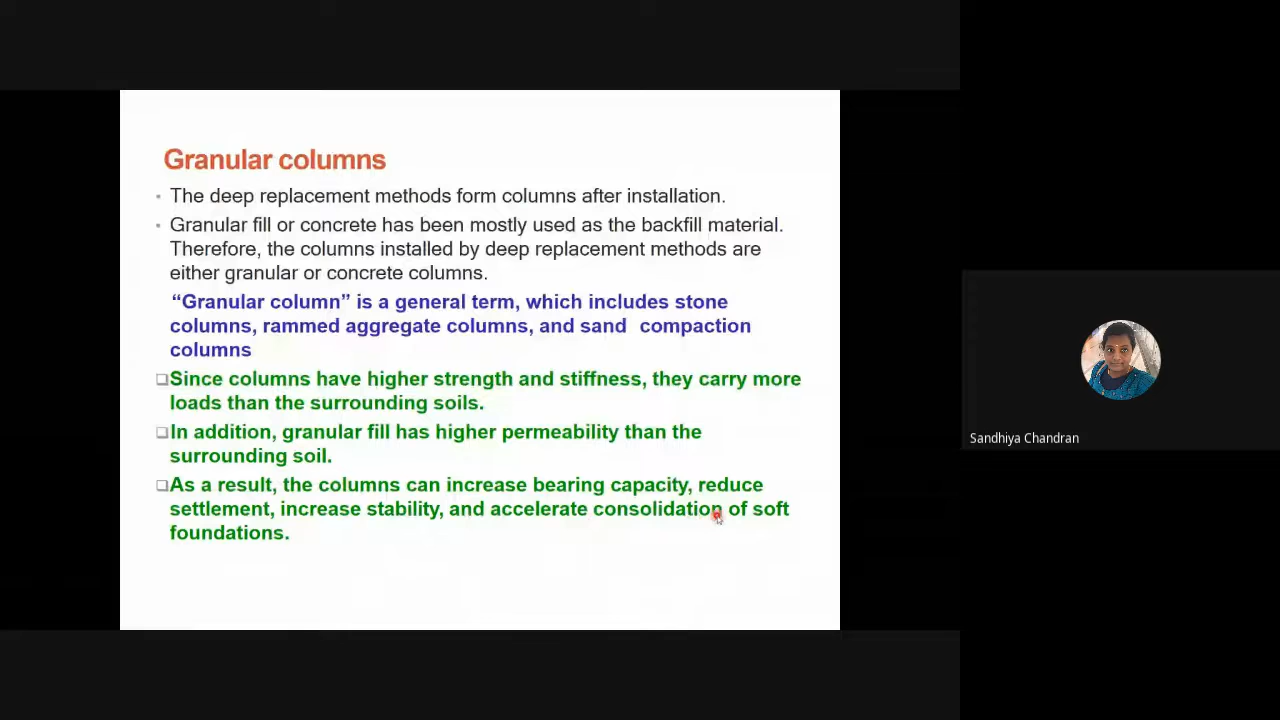 Granular columns
• The deep replacement methods form columns after installation.
• Granular fill or concrete has been mostly used as the backfill material.
Therefore, the columns installed by deep replacement methods are
either granular or concrete columns.
“Granular column” is a general term, which includes stone
columns, rammed aggregate columns, and sand compaction
columns
❑Since columns have higher strength and stiffness, they carry more
loads than the surrounding soils.
❑In addition, granular fill has higher permeability than the
surrounding soil.
❑As a result, the columns can increase bearing capacity, reduce
settlement, increase stability, and accelerate consolidation of soft
foundations.
Sandhiya Chandran